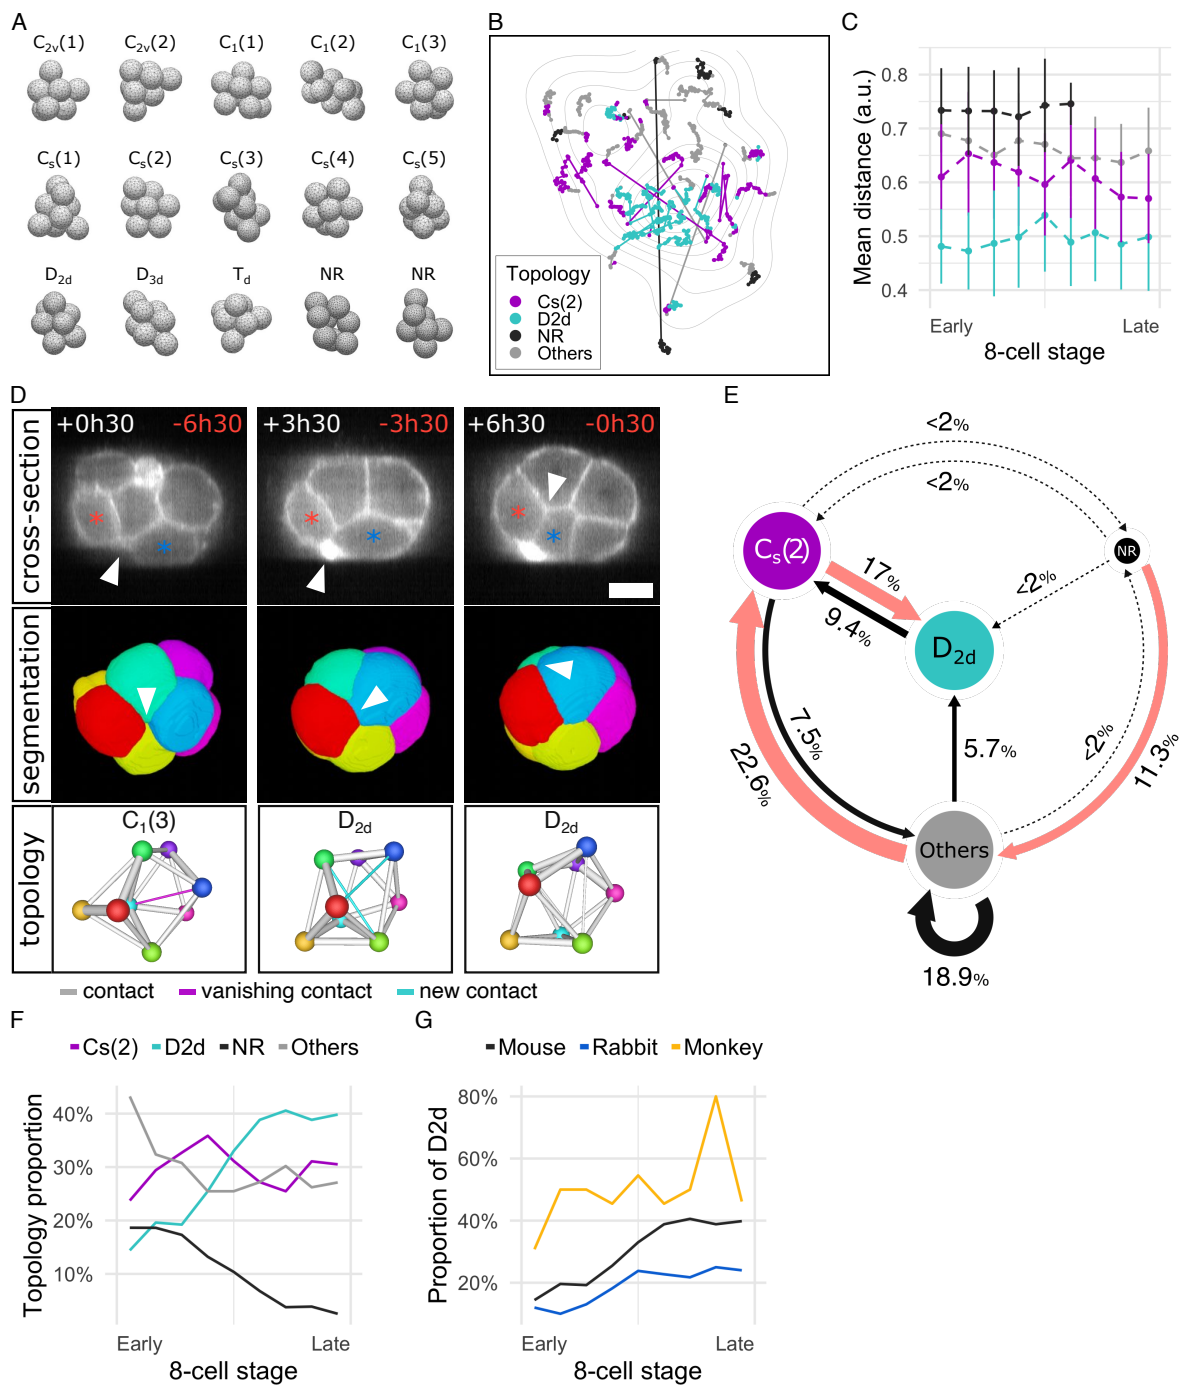 A
C2v(1) C2v(2) C1(1) C1(2) C1(3)
Cs(1) Cs(2) Cs(3) Cs(4) Cs(5)
D2d D3d Td NR NR
B
Topology
Cs(2)
D2d
NR
Others
C
Mean distance (a.u.)
0.8
0.7
0.6
0.5
0.4
Early Late
8-cell stage
D
cross-section
+0h30 -6h30
+3h30 -3h30
+6h30 -0h30
* *
* *
* *
segmentation
topology
C1(3) D2d D2d
contact vanishing contact new contact
E
<2%
<2%
Cs(2)
NR
17%
9.4%
<2%
D2d
7.5%
22.6%
5.7%
<2%
11.3%
Others
18.9%
F
Cs(2) D2d NR Others
Topology proportion
40%
30%
20%
10%
Early Late
8-cell stage
G
Mouse Rabbit Monkey
Proportion of D2d
80%
60%
40%
20%
Early Late
8-cell stage